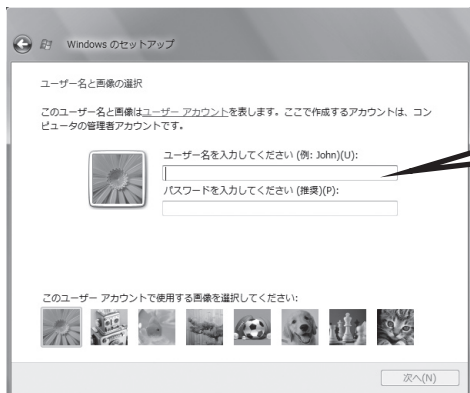 Windows のセットアップ
ユーザー名と画像の選択
このユーザー名と画像はユーザー アカウントを表します。ここで作成するアカウントは、コン
ピュータの管理者アカウントです。
ユーザー名を入力してください (例: John)(U):
パスワードを入力してください (推奨)(P):
このユーザー アカウントで使用する画像を選択してください:
次へ(N)